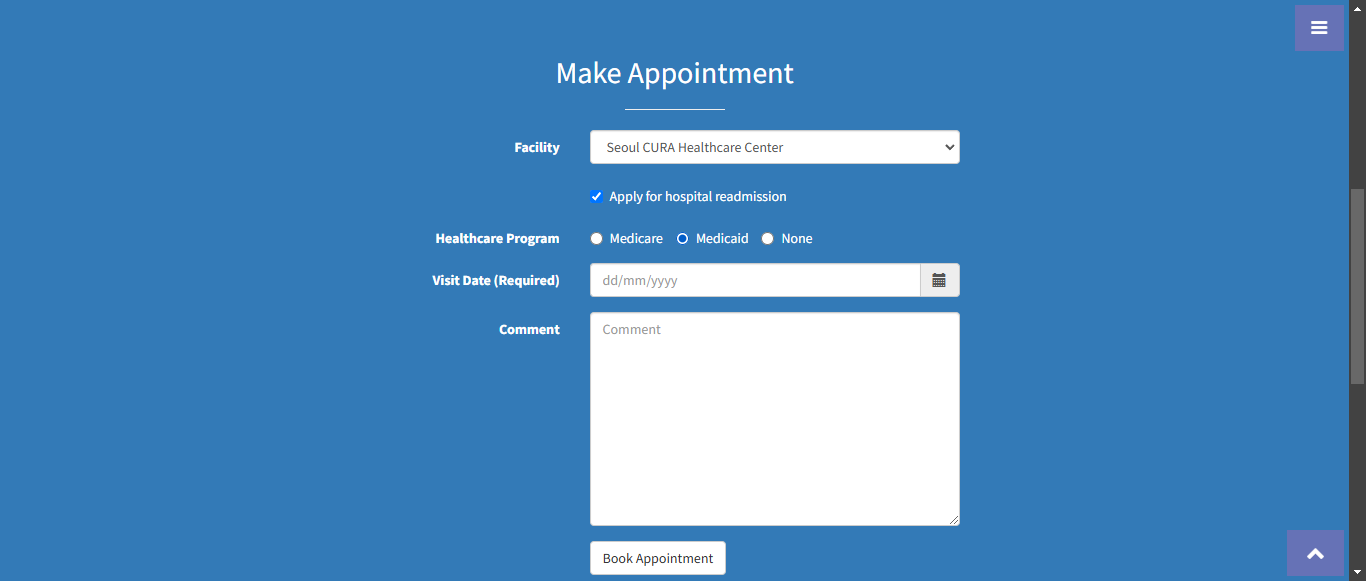 Make Appointment
Facility Seoul CURA Healthcare Center
Apply for hospital readmission
Healthcare Program Medicare Medicaid None
Visit Date (Required) dd/mm/yyyy
Comment Comment
Book Appointment